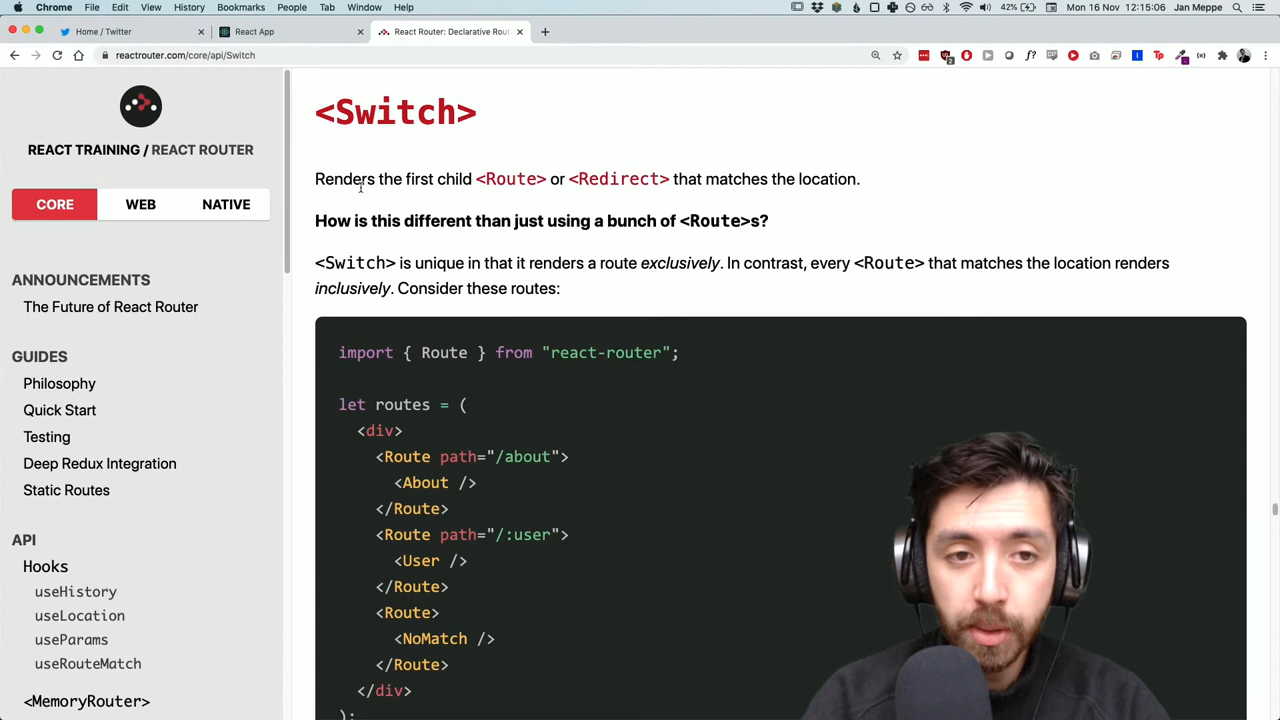 Chrome File Edit View History Bookmarks People Tab Window Help 42% Mon 16 Nov 12:15:06 Jan Meppe
Home / Twitter React App React Router: Declarative Rout
reactrouter.com/core/api/Switch
<Switch>
REACT TRAINING / REACT ROUTER
CORE WEB NATIVE
ANNOUNCEMENTS
The Future of React Router
GUIDES
Philosophy
Quick Start
Testing
Deep Redux Integration
Static Routes
API
Hooks
useHistory
useLocation
useParams
useRouteMatch
<MemoryRouter>
Renders the first child <Route> or <Redirect> that matches the location.
How is this different than just using a bunch of <Route>s?
<Switch> is unique in that it renders a route exclusively. In contrast, every <Route> that matches the location renders
inclusively. Consider these routes:
import { Route } from "react-router";
let routes = (
<div>
<Route path="/about">
<About />
</Route>
<Route path="/:user">
<User />
</Route>
<Route>
<NoMatch />
</Route>
</div>
);